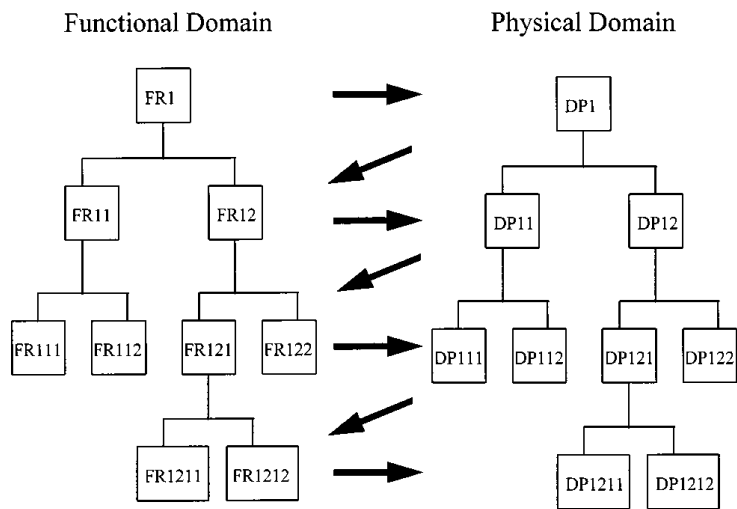 Functional Domain
Physical Domain
FR1
DP1
FR11
FR12
DP11
DP12
FR111
FR112
FR121
FR122
DP111
DP112
DP121
DP122
FR1211
FR1212
DP1211
DP1212